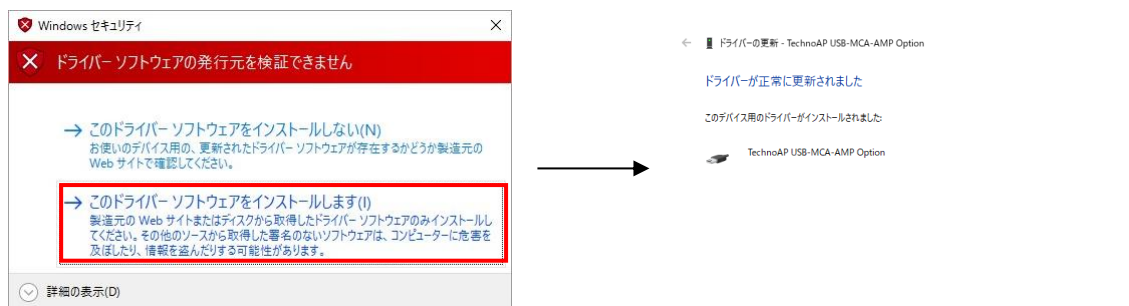 Windows セキュリティ
ドライバー ソフトウェアの発行元を検証できません
このドライバー ソフトウェアをインストールしない(N)
お使いのデバイス用の、更新されたドライバー ソフトウェアが存在するかどうか製造元の
Web サイトで確認してください。
このドライバー ソフトウェアをインストールします(I)
製造元の Web サイトまたはディスクから取得したドライバー ソフトウェアのみインストールし
てください。その他のソースから取得した署名のないソフトウェアは、コンピューターに危害を
及ぼしたり、情報を盗んだりする可能性があります。
詳細の表示(D)
ドライバーの更新 - TechnoAP USB-MCA-AMP Option
ドライバーが正常に更新されました
このデバイス用のドライバーがインストールされました:
TechnoAP USB-MCA-AMP Option